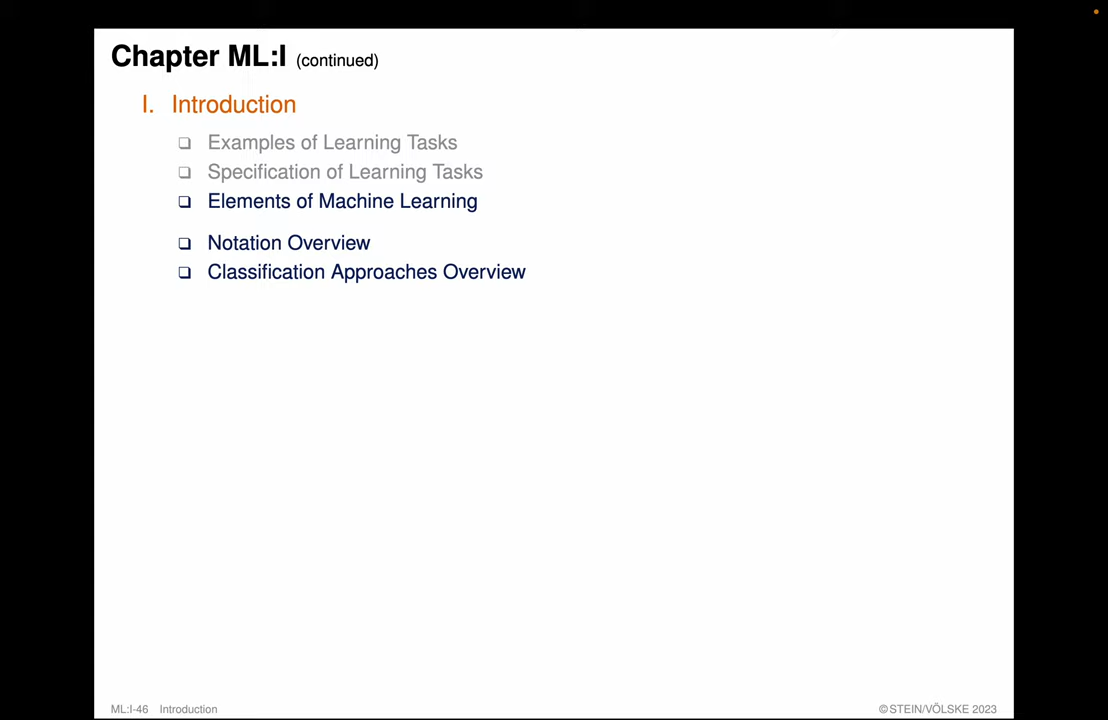 Chapter ML:I (continued)
I. Introduction
❑ Examples of Learning Tasks
❑ Specification of Learning Tasks
❑ Elements of Machine Learning
❑ Notation Overview
❑ Classification Approaches Overview
ML:I-46 Introduction
©STEIN/VÖLSKE 2023